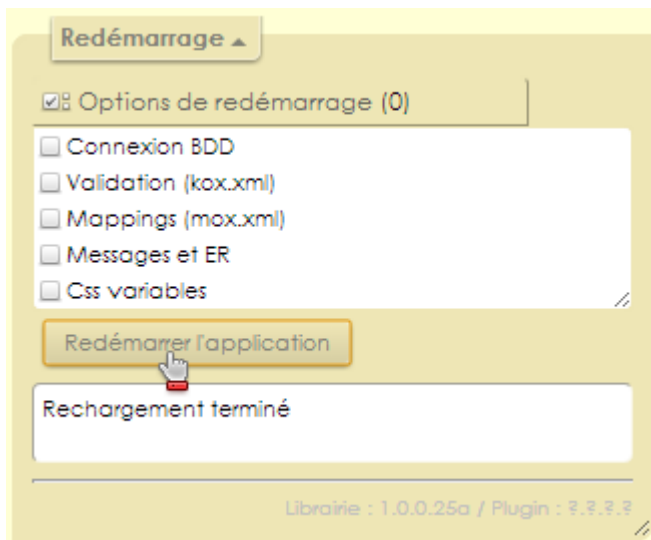 Redémarrage
Options de redémarrage (0)
Connexion BDD
Validation (kox.xml)
Mappings (mox.xml)
Messages et ER
Css variables
Redémarrer l'application
Rechargement terminé
Librairie : 1.0.0.25a / Plugin : ?.?.?.?